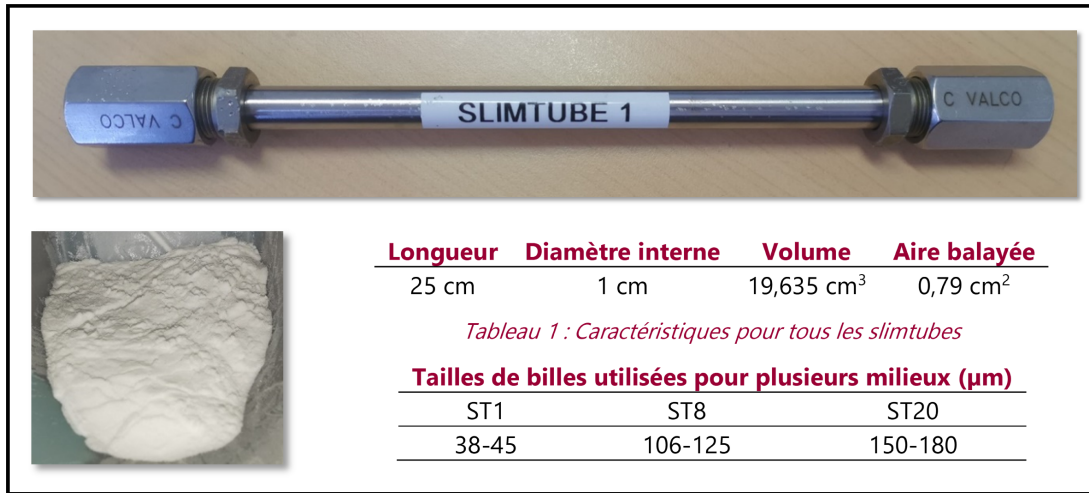 C VALCO
SLIMTUBE 1
C VALCO
Longueur Diamètre interne Volume Aire balayée
25 cm 1 cm 19,635 cm³ 0,79 cm²
Tableau 1 : Caractéristiques pour tous les slimtubes
Tailles de billes utilisées pour plusieurs milieux (µm)
ST1 ST8 ST20
38-45 106-125 150-180